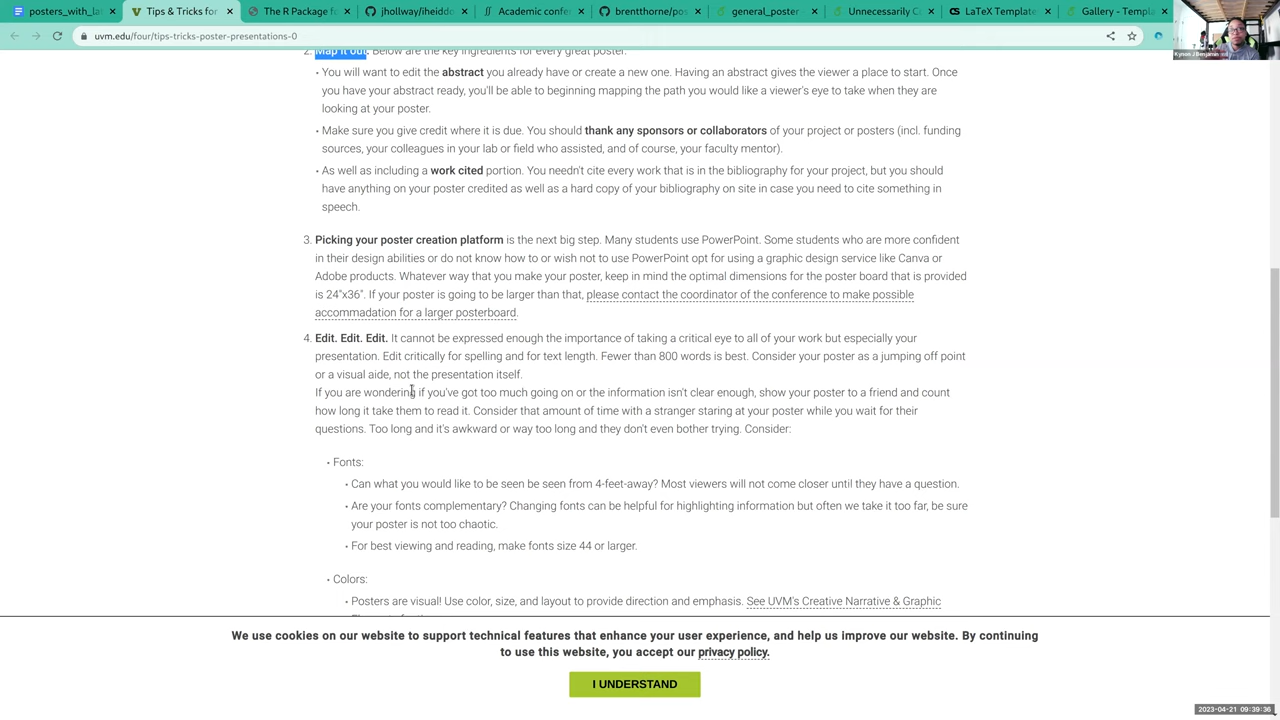 posters_with_la
Tips & Tricks for
The R Package f
jhollway/iheiddo
Academic confe
brentthorne/pos
general_poster
Unnecessarily C
LaTeX Template
Gallery - Templa
uvm.edu/four/tips-tricks-poster-presentations-0
2. Map it out. Below are the key ingredients for every great poster.
• You will want to edit the abstract you already have or create a new one. Having an abstract gives the viewer a place to start. Once
you have your abstract ready, you'll be able to beginning mapping the path you would like a viewer's eye to take when they are
looking at your poster.
• Make sure you give credit where it is due. You should thank any sponsors or collaborators of your project or posters (incl. funding
sources, your colleagues in your lab or field who assisted, and of course, your faculty mentor).
• As well as including a work cited portion. You needn't cite every work that is in the bibliography for your project, but you should
have anything on your poster credited as well as a hard copy of your bibliography on site in case you need to cite something in
speech.
3. Picking your poster creation platform is the next big step. Many students use PowerPoint. Some students who are more confident
in their design abilities or do not know how to or wish not to use PowerPoint opt for using a graphic design service like Canva or
Adobe products. Whatever way that you make your poster, keep in mind the optimal dimensions for the poster board that is provided
is 24"x36". If your poster is going to be larger than that, please contact the coordinator of the conference to make possible
accommadation for a larger posterboard.
4. Edit. Edit. Edit. It cannot be expressed enough the importance of taking a critical eye to all of your work but especially your
presentation. Edit critically for spelling and for text length. Fewer than 800 words is best. Consider your poster as a jumping off point
or a visual aide, not the presentation itself.
If you are wondering if you've got too much going on or the information isn't clear enough, show your poster to a friend and count
how long it take them to read it. Consider that amount of time with a stranger staring at your poster while you wait for their
questions. Too long and it's awkward or way too long and they don't even bother trying. Consider:
• Fonts:
• Can what you would like to be seen be seen from 4-feet-away? Most viewers will not come closer until they have a question.
• Are your fonts complementary? Changing fonts can be helpful for highlighting information but often we take it too far, be sure
your poster is not too chaotic.
• For best viewing and reading, make fonts size 44 or larger.
• Colors:
• Posters are visual! Use color, size, and layout to provide direction and emphasis. See UVM's Creative Narrative & Graphic
We use cookies on our website to support technical features that enhance your user experience, and help us improve our website. By continuing
to use this website, you accept our privacy policy.
I UNDERSTAND
2023-04-21 09:39:36